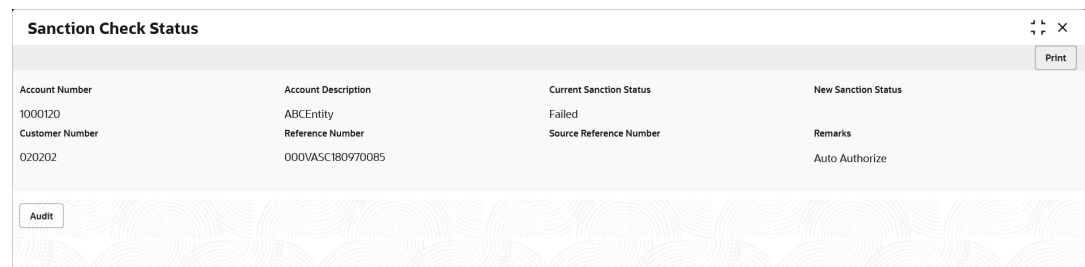 Sanction Check Status
Print
Account Number Account Description Current Sanction Status New Sanction Status
1000120 ABCEntity Failed
Customer Number Reference Number Source Reference Number Remarks
020202 000VASC180970085 Auto Authorize
Audit